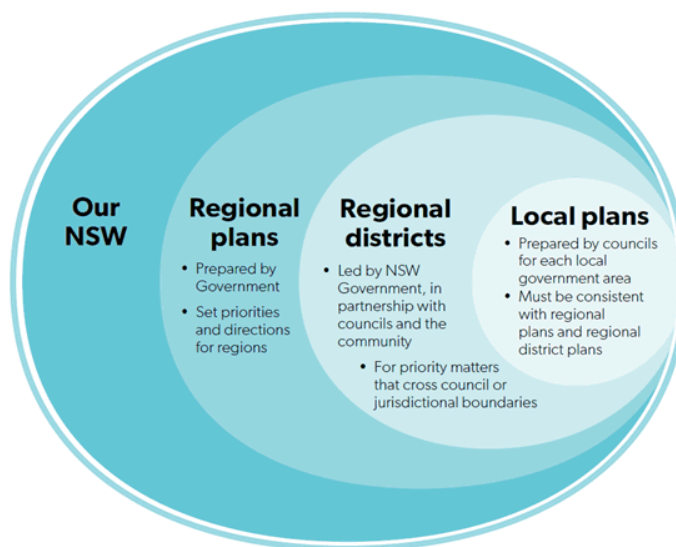 Our
NSW
Regional
plans
• Prepared by
Government
• Set priorities
and directions
for regions
Regional
districts
• Led by NSW
Government, in
partnership with
councils and the
community
• For priority matters
that cross council or
jurisdictional boundaries
Local plans
• Prepared by councils
for each local
government area
• Must be consistent
with regional
plans and regional
district plans